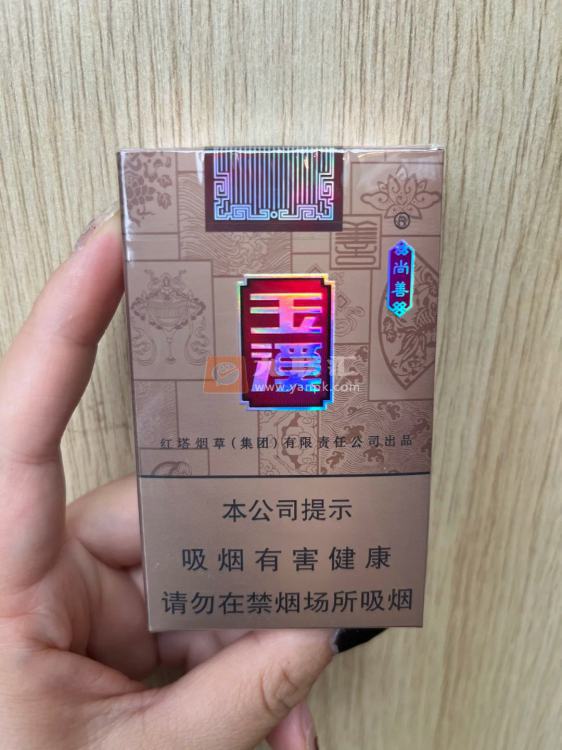 尚善
玉溪
www.yanpk.com
红塔烟草(集团)有限责任公司出品
本公司提示
吸烟有害健康
请勿在禁烟场所吸烟